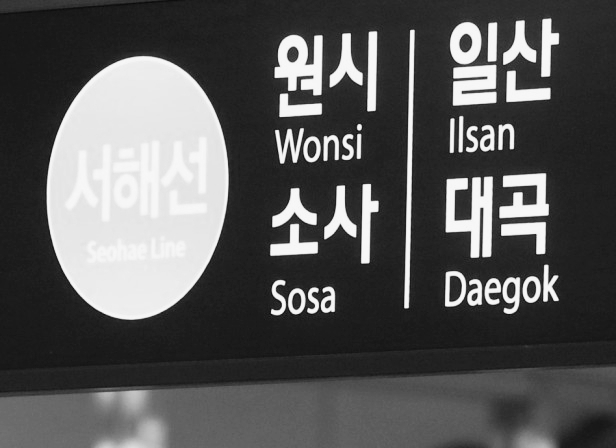 서해선
Seohae Line
원시
Wonsi
소사
Sosa
일산
Ilsan
대곡
Daegok